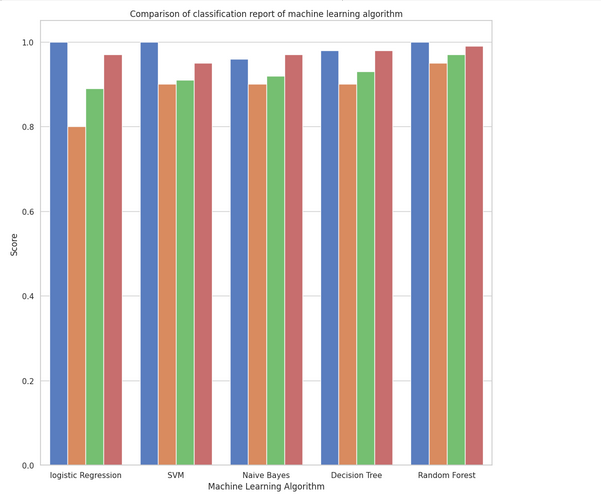 Comparison of classification report of machine learning algorithm
1.0
0.8
0.6
0.4
0.2
0.0
Score
logistic Regression SVM Naive Bayes Decision Tree Random Forest
Machine Learning Algorithm